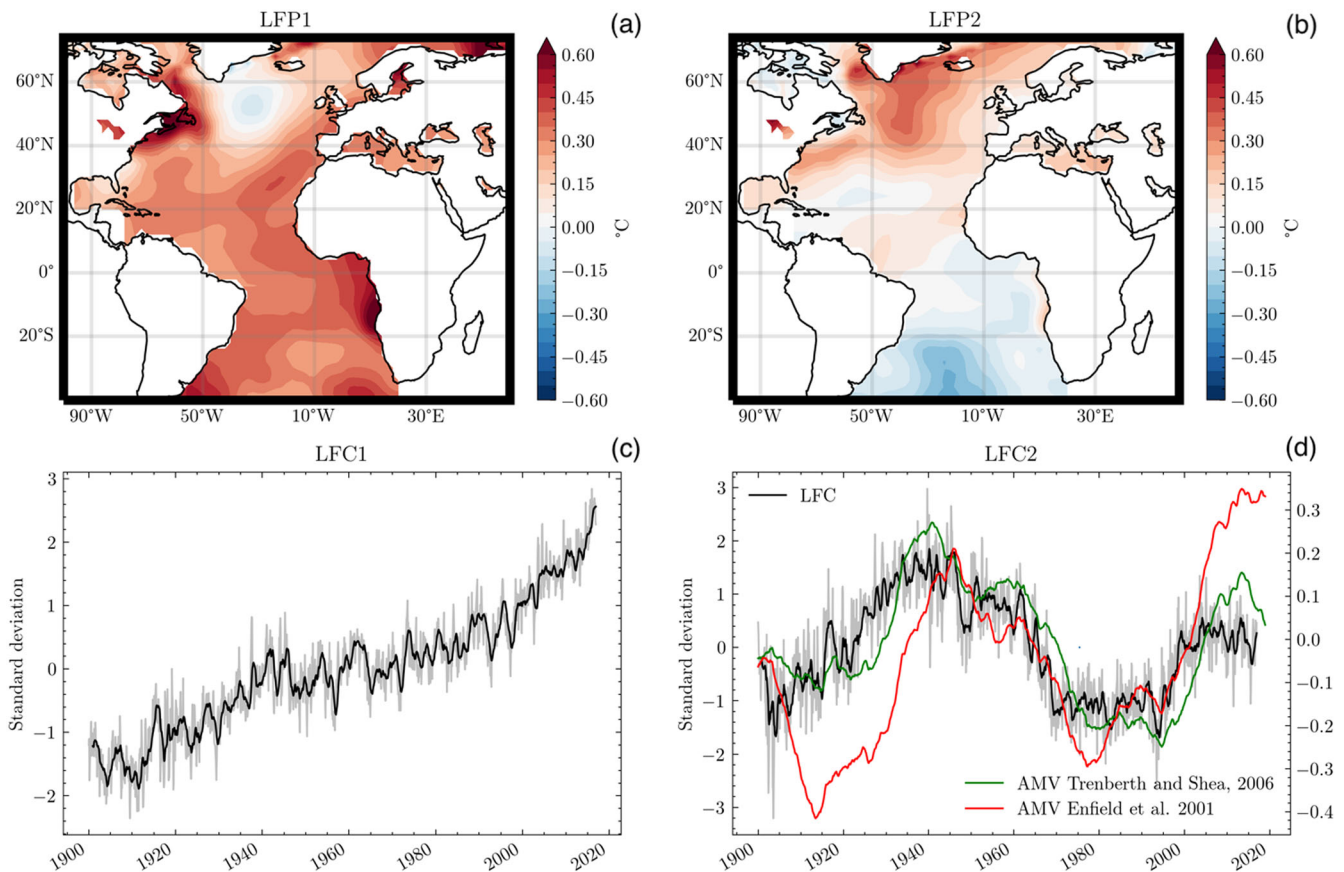 LFP1
(a)
60°N
40°N
20°N
0°
20°S
90°W
50°W
10°W
30°E
0.60
0.45
0.30
0.15
0.00
−0.15
−0.30
−0.45
−0.60
°C
LFP2
(b)
60°N
40°N
20°N
0°
20°S
90°W
50°W
10°W
30°E
0.60
0.45
0.30
0.15
0.00
−0.15
−0.30
−0.45
−0.60
°C
LFC1
(c)
Standard deviation
3
2
1
0
−1
−2
1900
1920
1940
1960
1980
2000
2020
LFC2
(d)
Standard deviation
3
2
1
0
−1
−2
−3
LFC
0.3
0.2
0.1
0.0
−0.1
−0.2
−0.3
−0.4
AMV Trenberth and Shea, 2006
AMV Enfield et al. 2001
1900
1920
1940
1960
1980
2000
2020